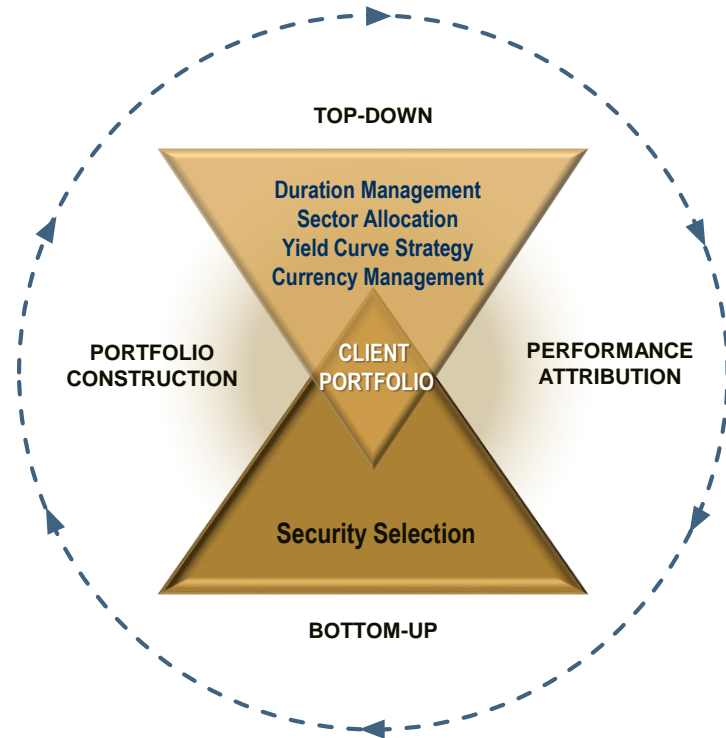 TOP-DOWN
Duration Management
Sector Allocation
Yield Curve Strategy
Currency Management
PORTFOLIO
CONSTRUCTION
CLIENT
PORTFOLIO
PERFORMANCE
ATTRIBUTION
Security Selection
BOTTOM-UP